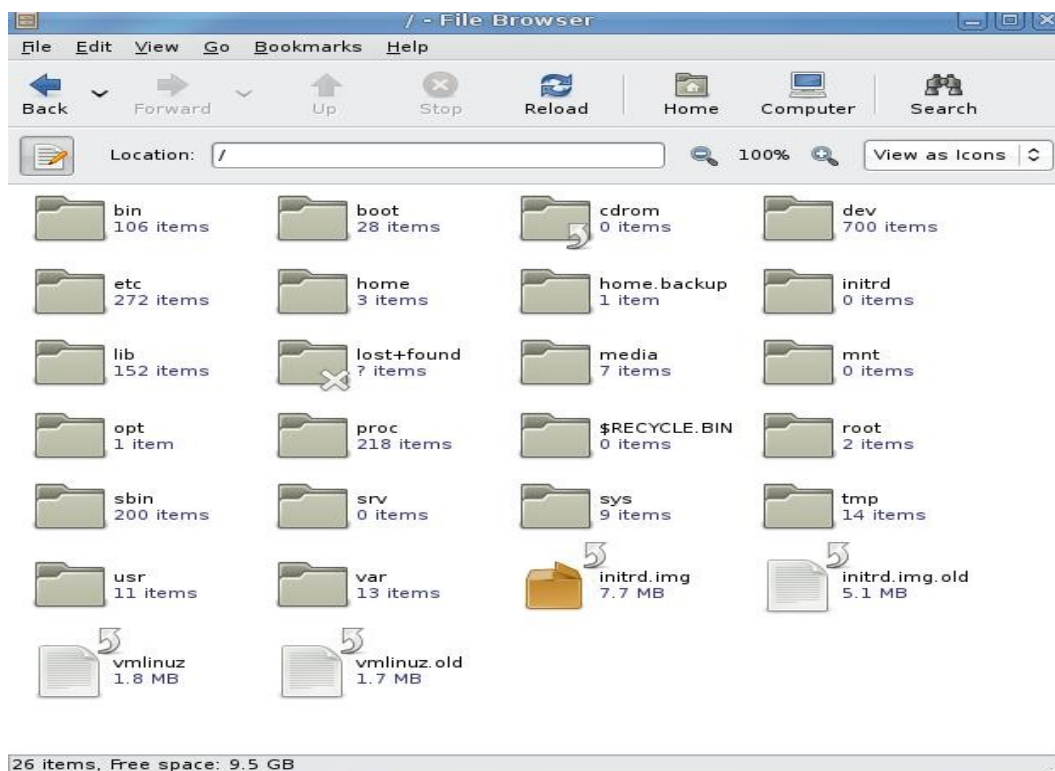 / - File Browser
File Edit View Go Bookmarks Help
Back Forward Up Stop Reload Home Computer Search
Location: / 100% View as Icons
bin
106 items
boot
28 items
cdrom
0 items
dev
700 items
etc
272 items
home
3 items
home.backup
1 item
initrd
0 items
lib
152 items
lost+found
? items
media
7 items
mnt
0 items
opt
1 item
proc
218 items
$RECYCLE.BIN
0 items
root
2 items
sbin
200 items
srv
0 items
sys
9 items
tmp
14 items
usr
11 items
var
13 items
initrd.img
7.7 MB
initrd.img.old
5.1 MB
vmlinuz
1.8 MB
vmlinuz.old
1.7 MB
26 items, Free space: 9.5 GB